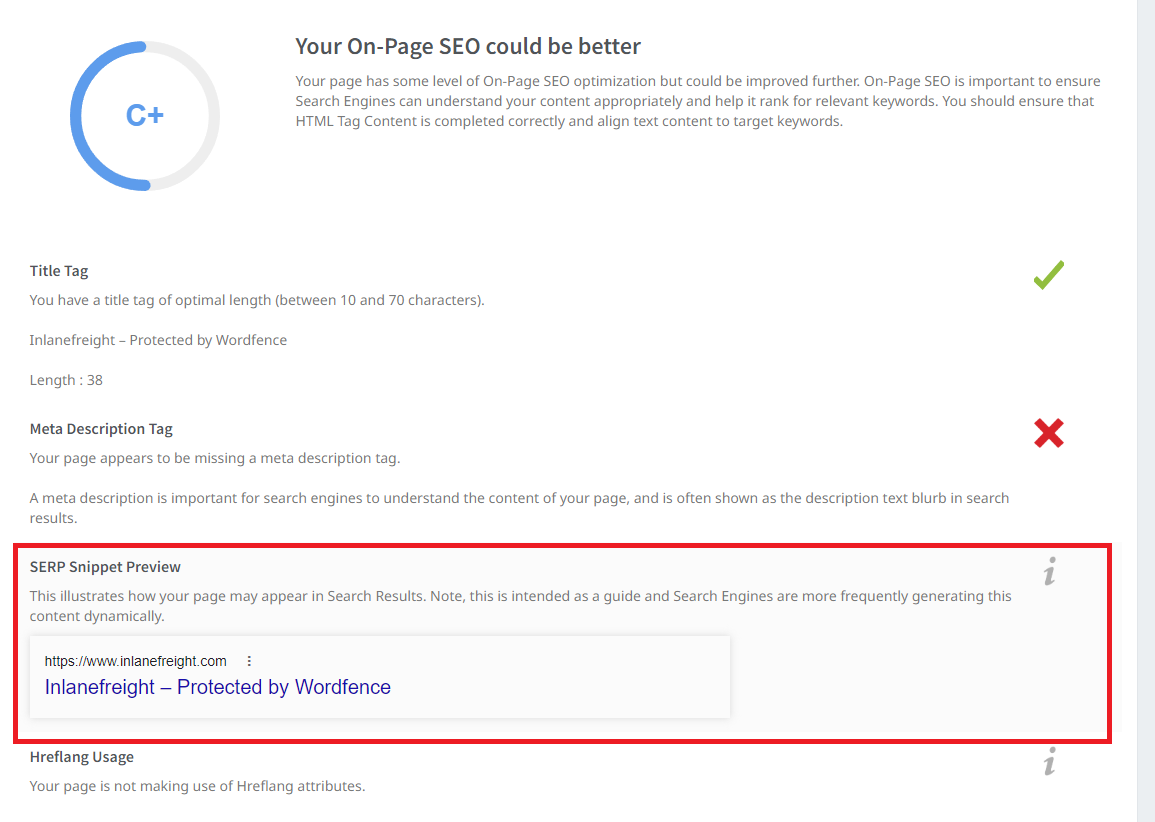 Your On-Page SEO could be better
C+
Your page has some level of On-Page SEO optimization but could be improved further. On-Page SEO is important to ensure
Search Engines can understand your content appropriately and help it rank for relevant keywords. You should ensure that
HTML Tag Content is completed correctly and align text content to target keywords.
Title Tag
You have a title tag of optimal length (between 10 and 70 characters).
Inlanefreight – Protected by Wordfence
Length : 38
Meta Description Tag
Your page appears to be missing a meta description tag.
A meta description is important for search engines to understand the content of your page, and is often shown as the description text blurb in search
results.
SERP Snippet Preview
This illustrates how your page may appear in Search Results. Note, this is intended as a guide and Search Engines are more frequently generating this
content dynamically.
https://www.inlanefreight.com
Inlanefreight – Protected by Wordfence
Hreflang Usage
Your page is not making use of Hreflang attributes.